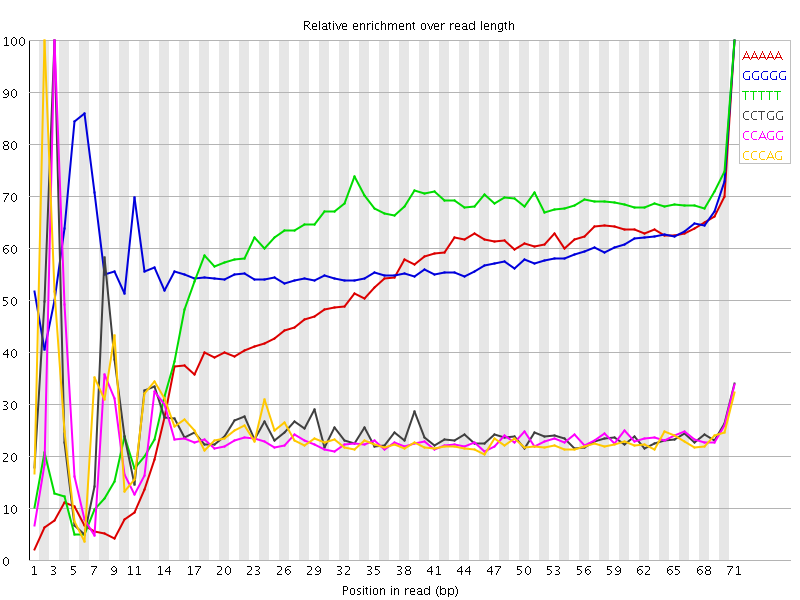 Relative enrichment over read length
100
90
80
70
60
50
40
30
20
10
0
AAAAA
GGGGG
TTTTT
CCTGG
CCAGG
CCCAG
1 2 3 5 7 9 11 14 17 20 23 26 29 32 35 38 41 44 47 50 53 56 59 62 65 68 71
Position in read (bp)